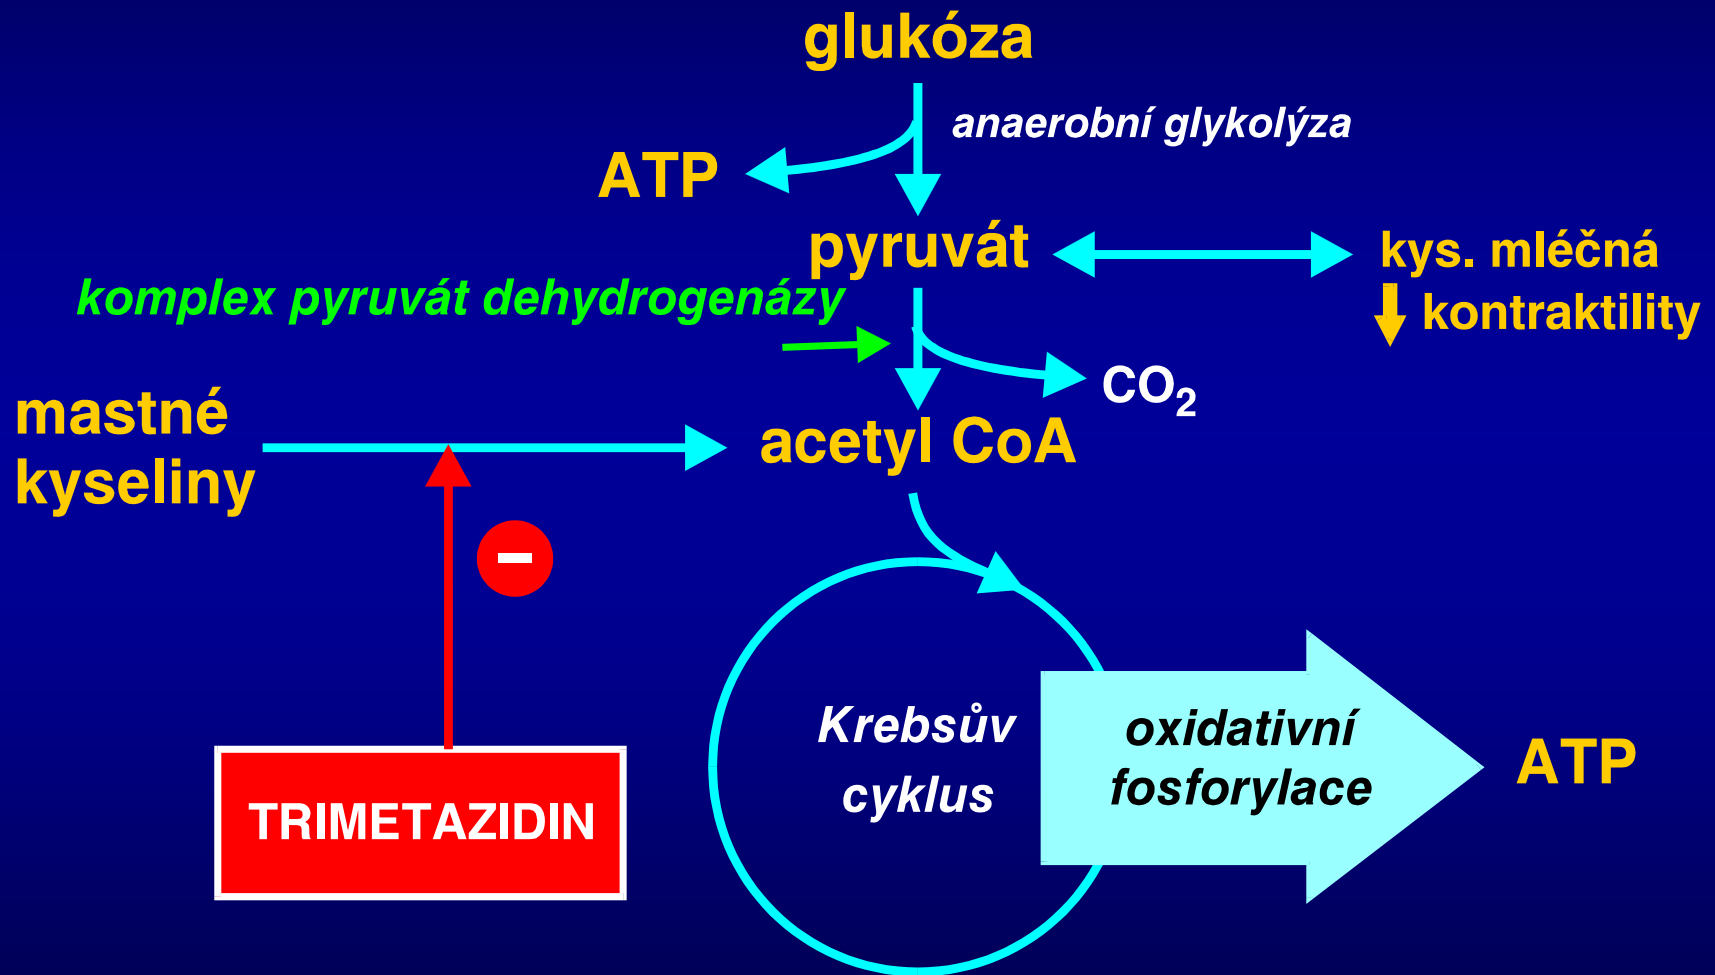 glukóza
anaerobní glykolýza
ATP
pyruvát
kys. mléčná
kontraktility
komplex pyruvát dehydrogenázy
CO₂
mastné
kyseliny
acetyl CoA
–
Krebsův
cyklus
oxidativní
fosforylace
ATP
TRIMETAZIDIN